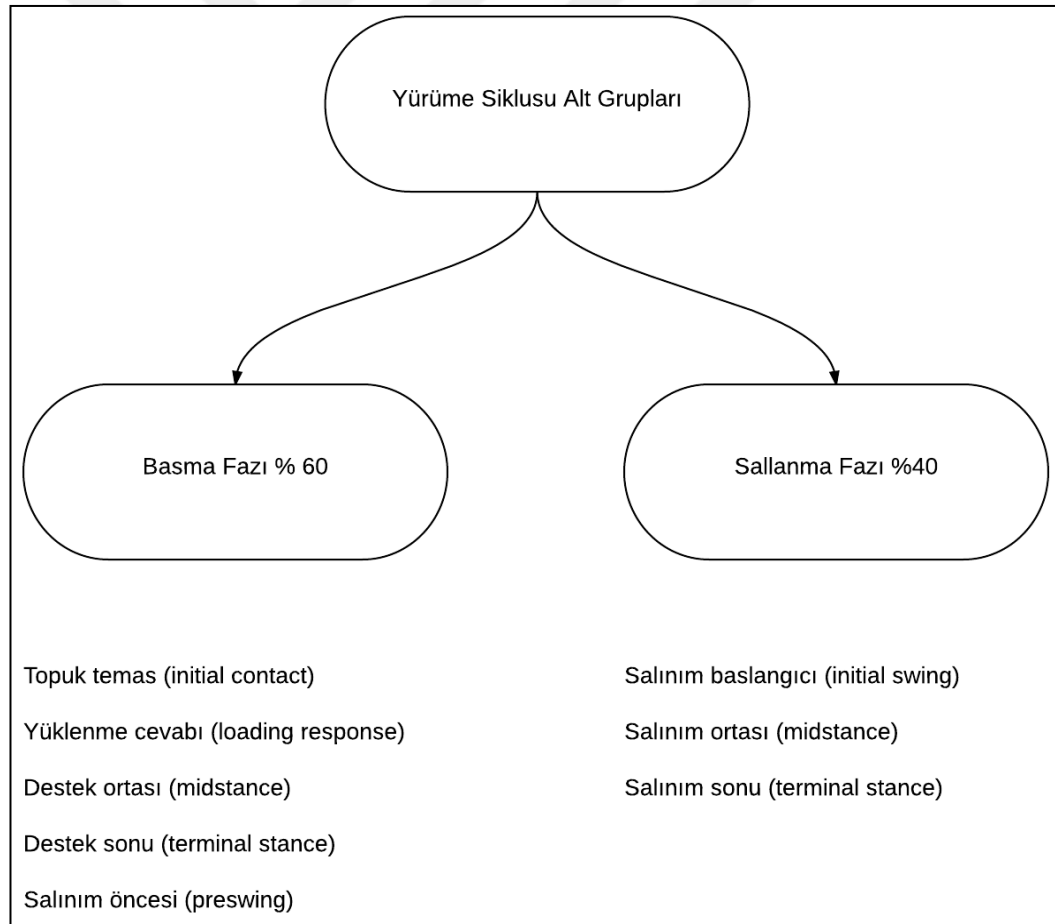 Yürüme Siklusu Alt Grupları
Basma Fazı % 60
Sallanma Fazı %40
Topuk temas (initial contact)
Yüklenme cevabı (loading response)
Destek ortası (midstance)
Destek sonu (terminal stance)
Salınım öncesi (preswing)
Salınım baslangıcı (initial swing)
Salınım ortası (midstance)
Salınım sonu (terminal stance)